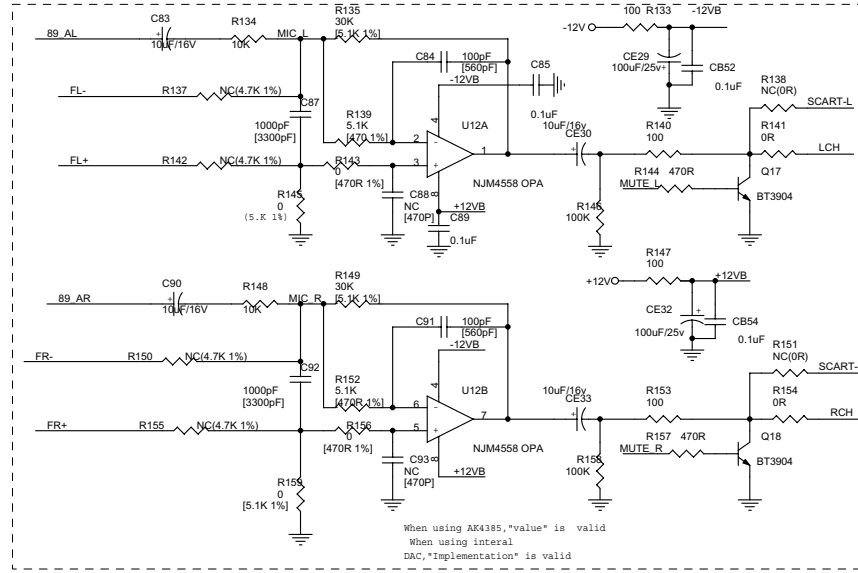 C83
89_AL
10uF/16V
R134
10K
MIC_L
R135
30K
[5.1K 1%]
C84
100pF
[560pF]
-12VB
C85
0.1uF
100 R133
-12V
-12VB
CE29
100uF/25v
CB52
0.1uF
FL-
R137
NC(4.7K 1%)
C87
1000pF
[3300pF]
R139
5.1K
[470 1%]
4
U12A
2
3
1
8
10uF/16v
CE30
R138
NC(0R)
SCART-L
R140
100
R141
0R
LCH
FL+
R142
NC(4.7K 1%)
R143
0
[470R 1%]
C88
NC
[470P]
NJM4558 OPA
+12VB
C89
0.1uF
R144 470R
MUTE_L
Q17
BT3904
R145
0
(5.K 1%)
R146
100K
R147
100
+12V
+12VB
CE32
100uF/25v
CB54
0.1uF
C90
89_AR
10uF/16V
R148
10K
MIC_R
R149
30K
[5.1K 1%]
C91
100pF
[560pF]
-12VB
FR-
R150
NC(4.7K 1%)
C92
1000pF
[3300pF]
R152
5.1K
[470R 1%]
4
U12B
6
5
7
8
10uF/16v
CE33
R151
NC(0R)
SCART-
R153
100
R154
0R
RCH
FR+
R155
NC(4.7K 1%)
R156
0
[470R 1%]
C93
NC
[470P]
NJM4558 OPA
+12VB
R157 470R
MUTE_R
Q18
BT3904
R158
100K
R159
0
[5.1K 1%]
When using AK4385,"value" is valid
When using interal
DAC,"Implementation" is valid